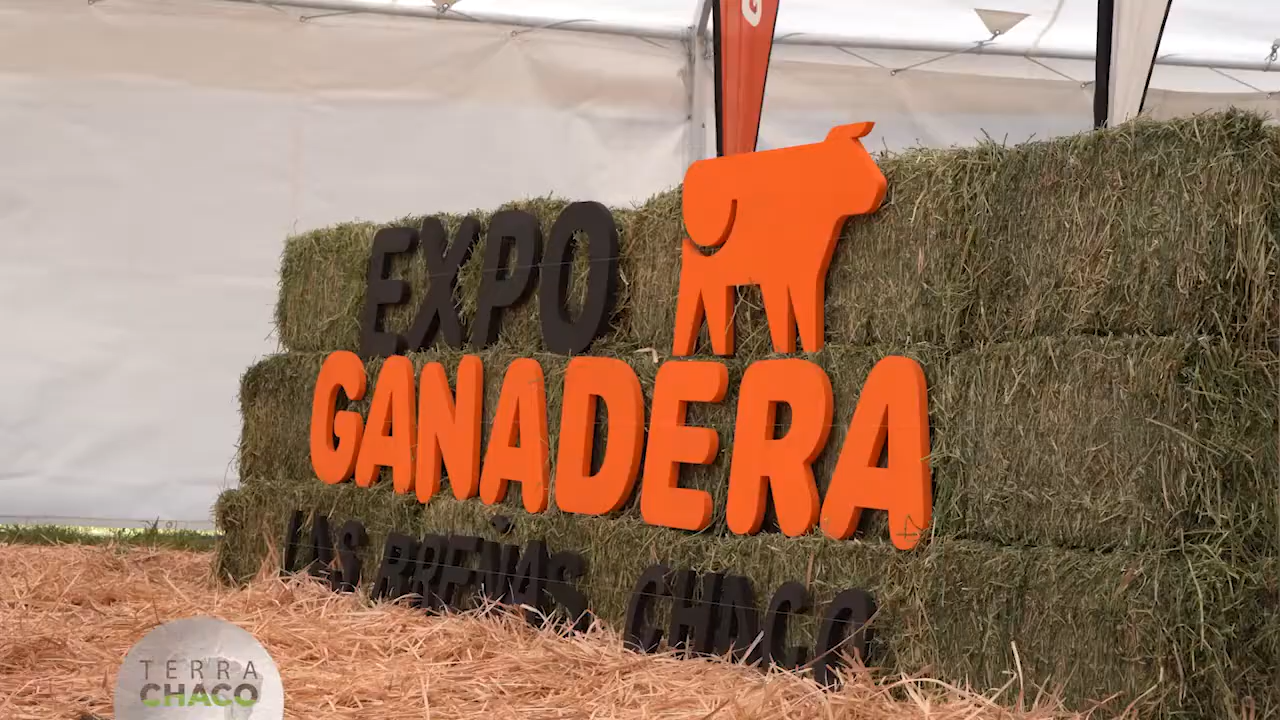 G
EXPO
GANADERA
LAS BREÑAS CHACO
TERRA
CHACO